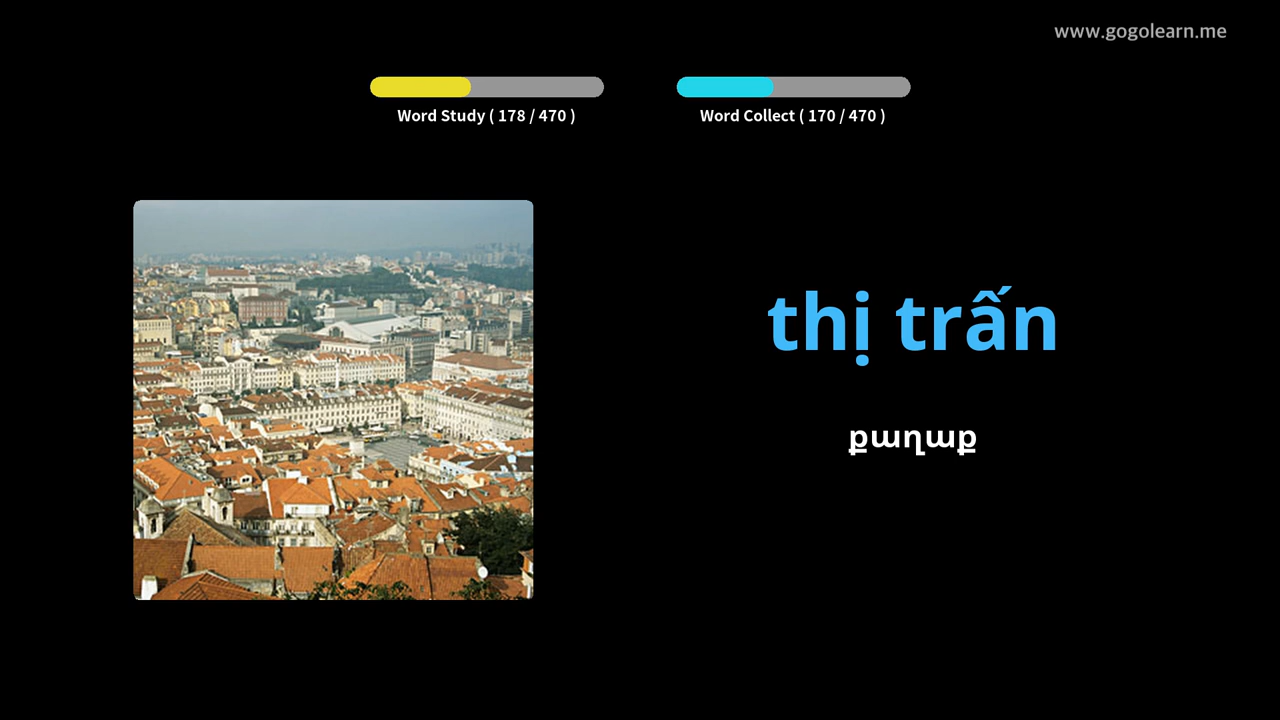 www.gogolearn.me
Word Study ( 178 / 470 )
Word Collect ( 170 / 470 )
thị trấn
քաղաք